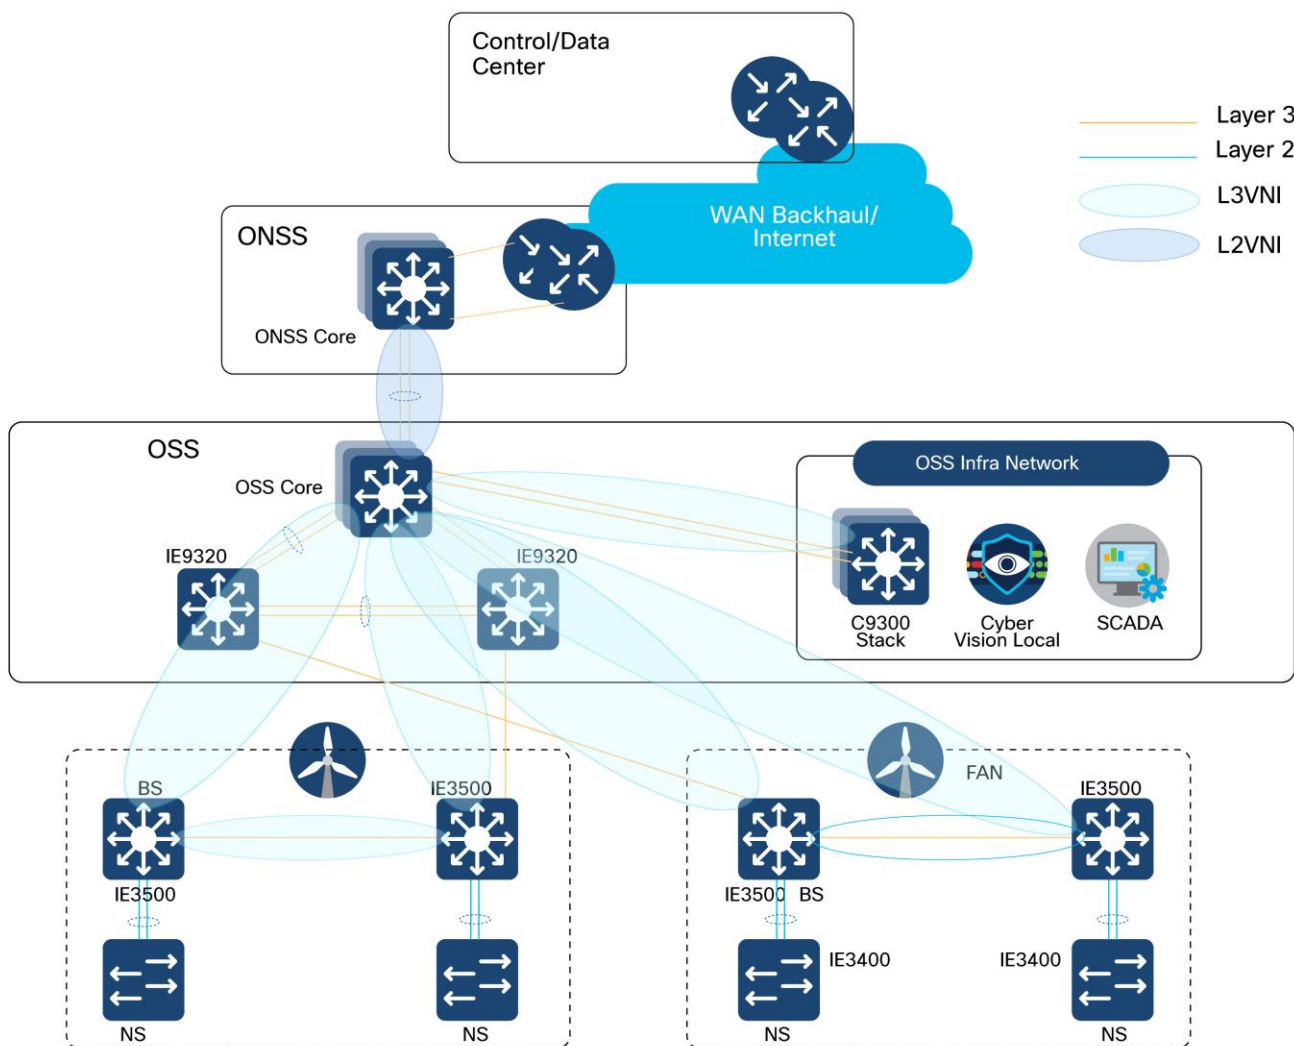 Control/Data
Center
Layer 3
Layer 2
L3VNI
L2VNI
WAN Backhaul/
Internet
ONSS
ONSS Core
OSS
OSS Core
OSS Infra Network
IE9320
IE9320
C9300
Stack
Cyber
Vision Local
SCADA
BS
IE3500
FAN
IE3500
IE3500
IE3500 BS
IE3400
IE3400
NS
NS
NS
NS